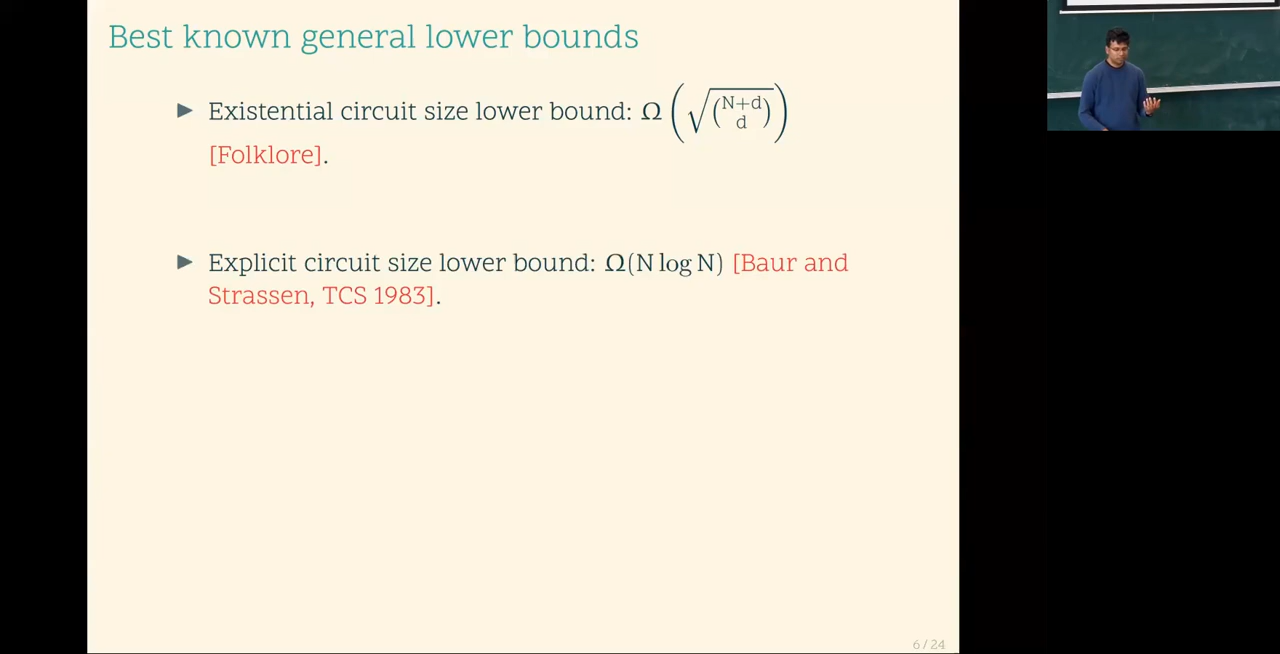 Best known general lower bounds
▶ Existential circuit size lower bound: Ω(√(N+d choose d))
[Folklore].
▶ Explicit circuit size lower bound: Ω(N log N) [Baur and
Strassen, TCS 1983].
6 / 24